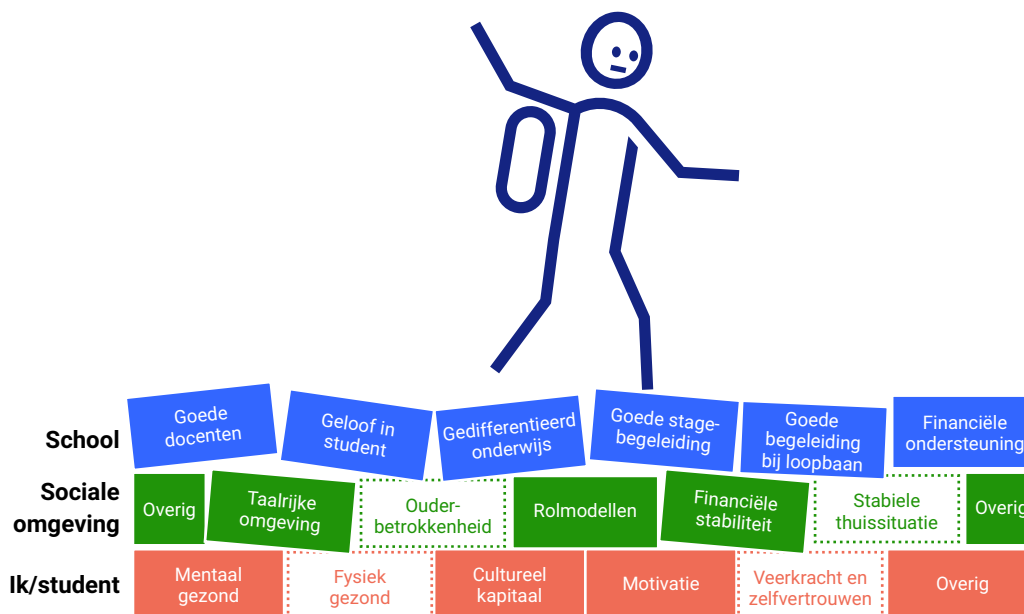 School
Goede
docenten
Geloof in
student
Gedifferentieerd
onderwijs
Goede stage-
begeleiding
Goede
begeleiding
bij loopbaan
Financiële
ondersteuning
Sociale
omgeving
Overig
Taalrijke
omgeving
Ouder-
betrokkenheid
Rolmodellen
Financiële
stabiliteit
Stabiele
thuissituatie
Overig
Ik/student
Mentaal
gezond
Fysiek
gezond
Cultureel
kapitaal
Motivatie
Veerkracht en
zelfvertrouwen
Overig